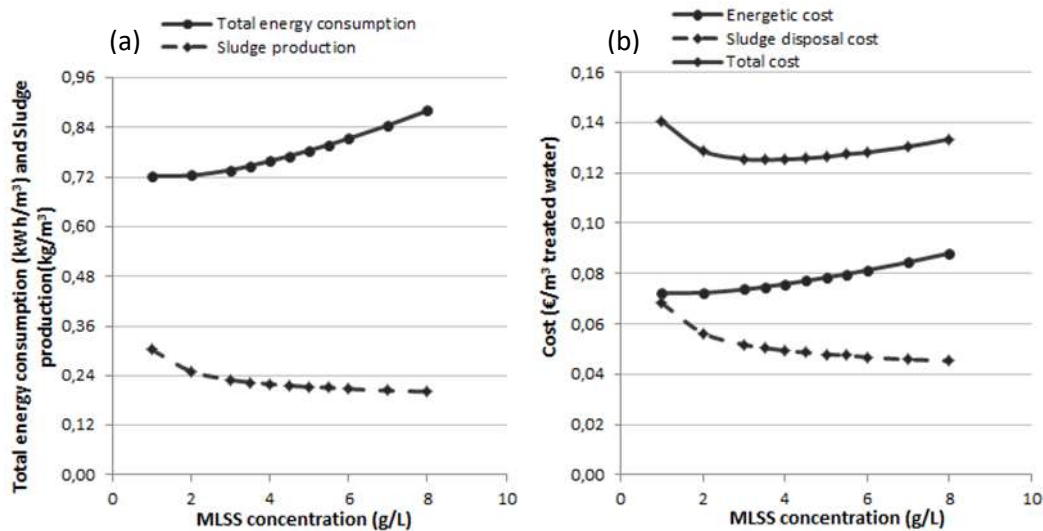 (a)
Total energy consumption
Sludge production
Total energy consumption (kWh/m³) and Sludge
production(kg/m³)
0,96
0,84
0,72
0,60
0,48
0,36
0,24
0,12
0,00
0 2 4 6 8 10
MLSS concentration (g/L)
(b)
Energetic cost
Sludge disposal cost
Total cost
Cost (€/m³ treated water)
0,16
0,14
0,12
0,10
0,08
0,06
0,04
0,02
0,00
0 2 4 6 8 10
MLSS concentration (g/L)